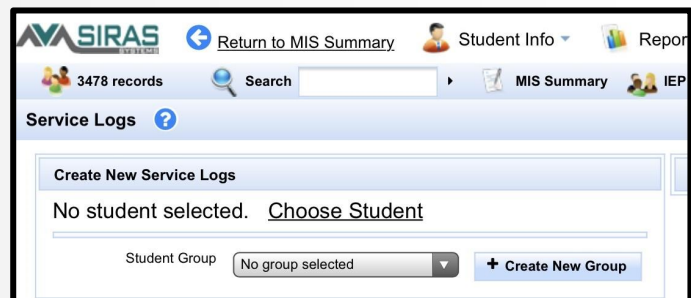 SIRAS SYSTEMS Return to MIS Summary Student Info
3478 records Search MIS Summary IEP
Service Logs ?
Create New Service Logs
No student selected. Choose Student
Student Group No group selected + Create New Group